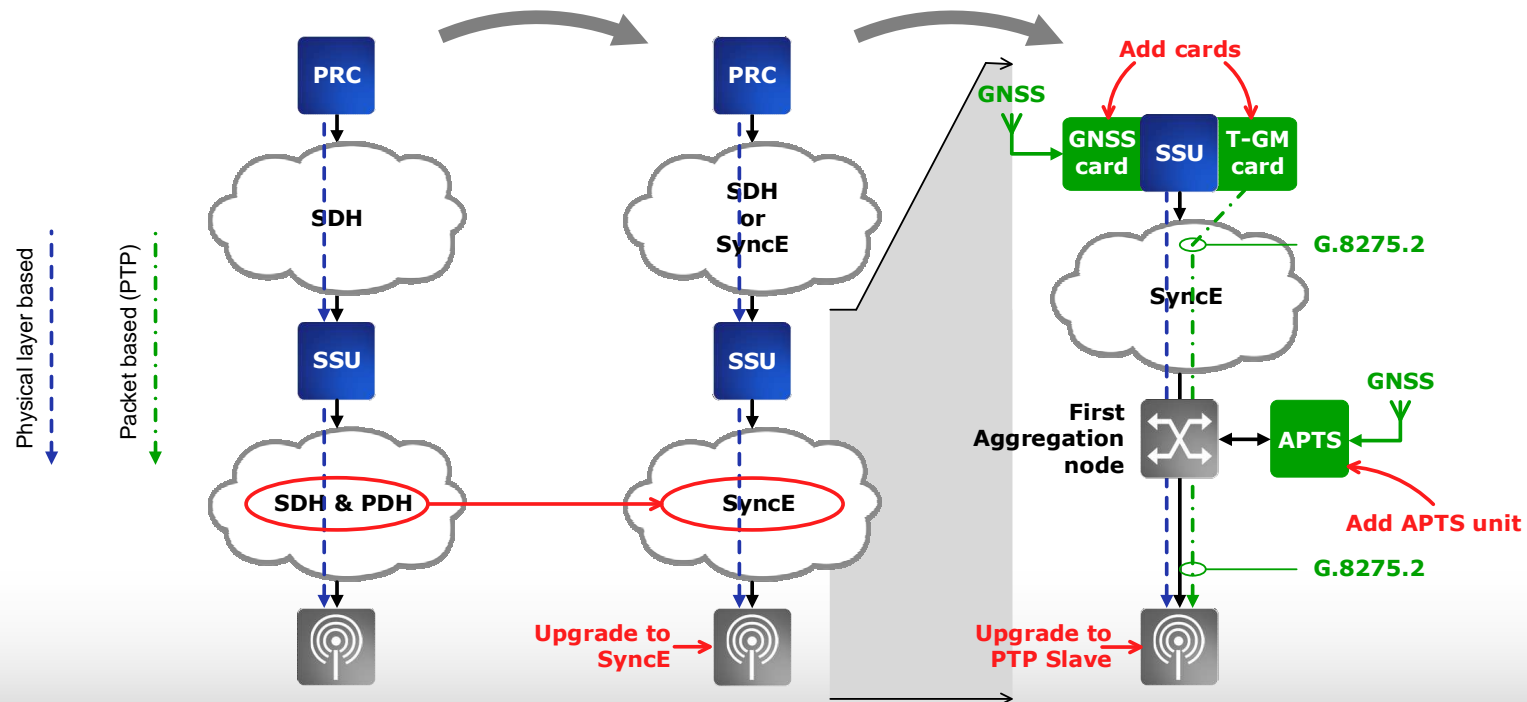 Physical layer based
Packet based (PTP)
PRC
SDH
SSU
SDH & PDH
PRC
SDH
or
SyncE
SSU
SyncE
Upgrade to
SyncE
Add cards
GNSS
GNSS
card
SSU
T-GM
card
G.8275.2
SyncE
First
Aggregation
node
APTS
GNSS
Add APTS unit
G.8275.2
Upgrade to
PTP Slave